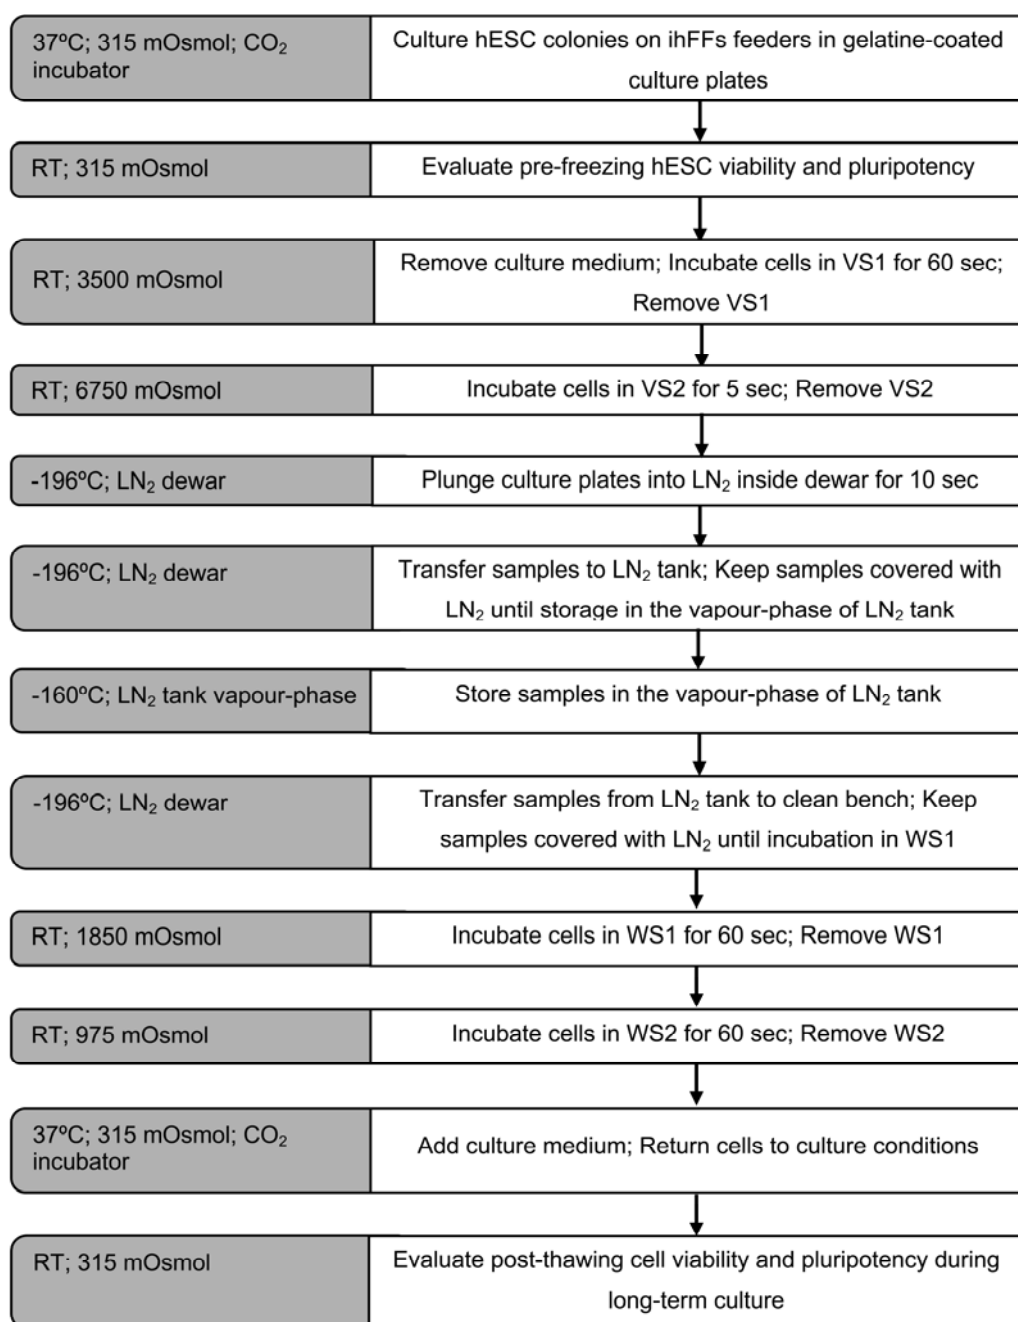 37ºC; 315 mOsmol; CO₂
incubator
Culture hESC colonies on ihFFs feeders in gelatine-coated
culture plates
RT; 315 mOsmol
Evaluate pre-freezing hESC viability and pluripotency
RT; 3500 mOsmol
Remove culture medium; Incubate cells in VS1 for 60 sec;
Remove VS1
RT; 6750 mOsmol
Incubate cells in VS2 for 5 sec; Remove VS2
-196ºC; LN₂ dewar
Plunge culture plates into LN₂ inside dewar for 10 sec
-196ºC; LN₂ dewar
Transfer samples to LN₂ tank; Keep samples covered with
LN₂ until storage in the vapour-phase of LN₂ tank
-160ºC; LN₂ tank vapour-phase
Store samples in the vapour-phase of LN₂ tank
-196ºC; LN₂ dewar
Transfer samples from LN₂ tank to clean bench; Keep
samples covered with LN₂ until incubation in WS1
RT; 1850 mOsmol
Incubate cells in WS1 for 60 sec; Remove WS1
RT; 975 mOsmol
Incubate cells in WS2 for 60 sec; Remove WS2
37ºC; 315 mOsmol; CO₂
incubator
Add culture medium; Return cells to culture conditions
RT; 315 mOsmol
Evaluate post-thawing cell viability and pluripotency during
long-term culture